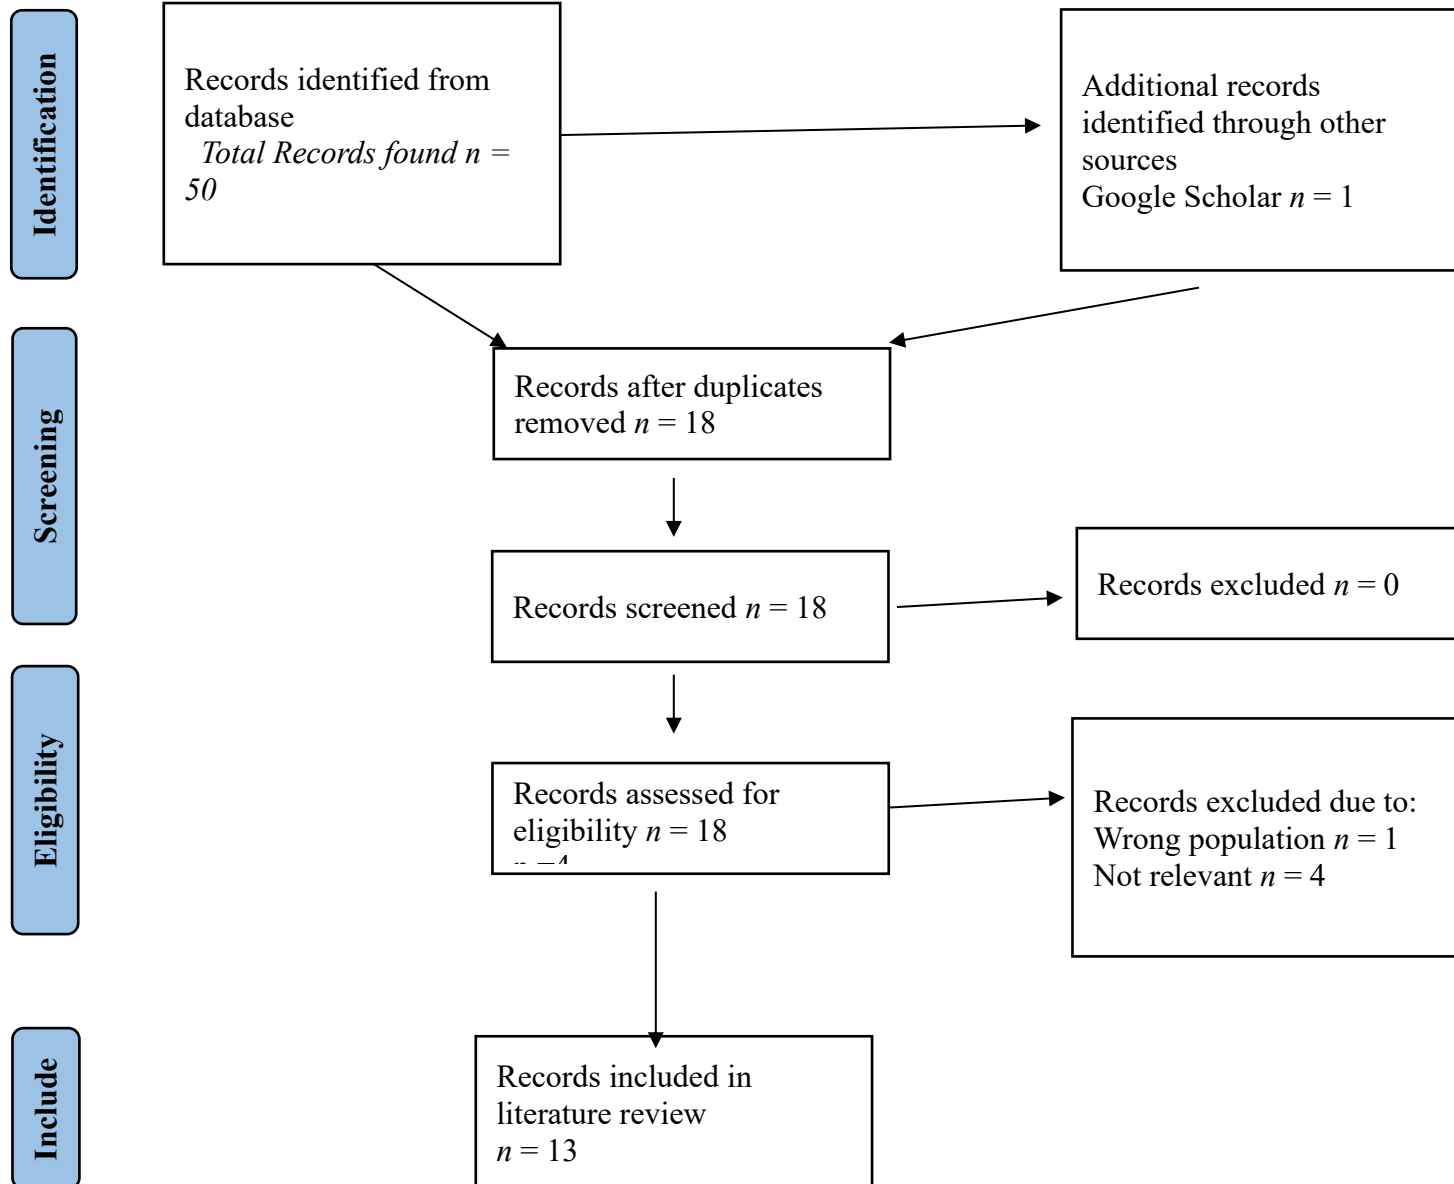 Identification
Records identified from
database
Total Records found n =
50
Additional records
identified through other
sources
Google Scholar n = 1
Records after duplicates
removed n = 18
Screening
Records screened n = 18
Records excluded n = 0
Eligibility
Records assessed for
eligibility n = 18
n =4
Records excluded due to:
Wrong population n = 1
Not relevant n = 4
Include
Records included in
literature review
n = 13